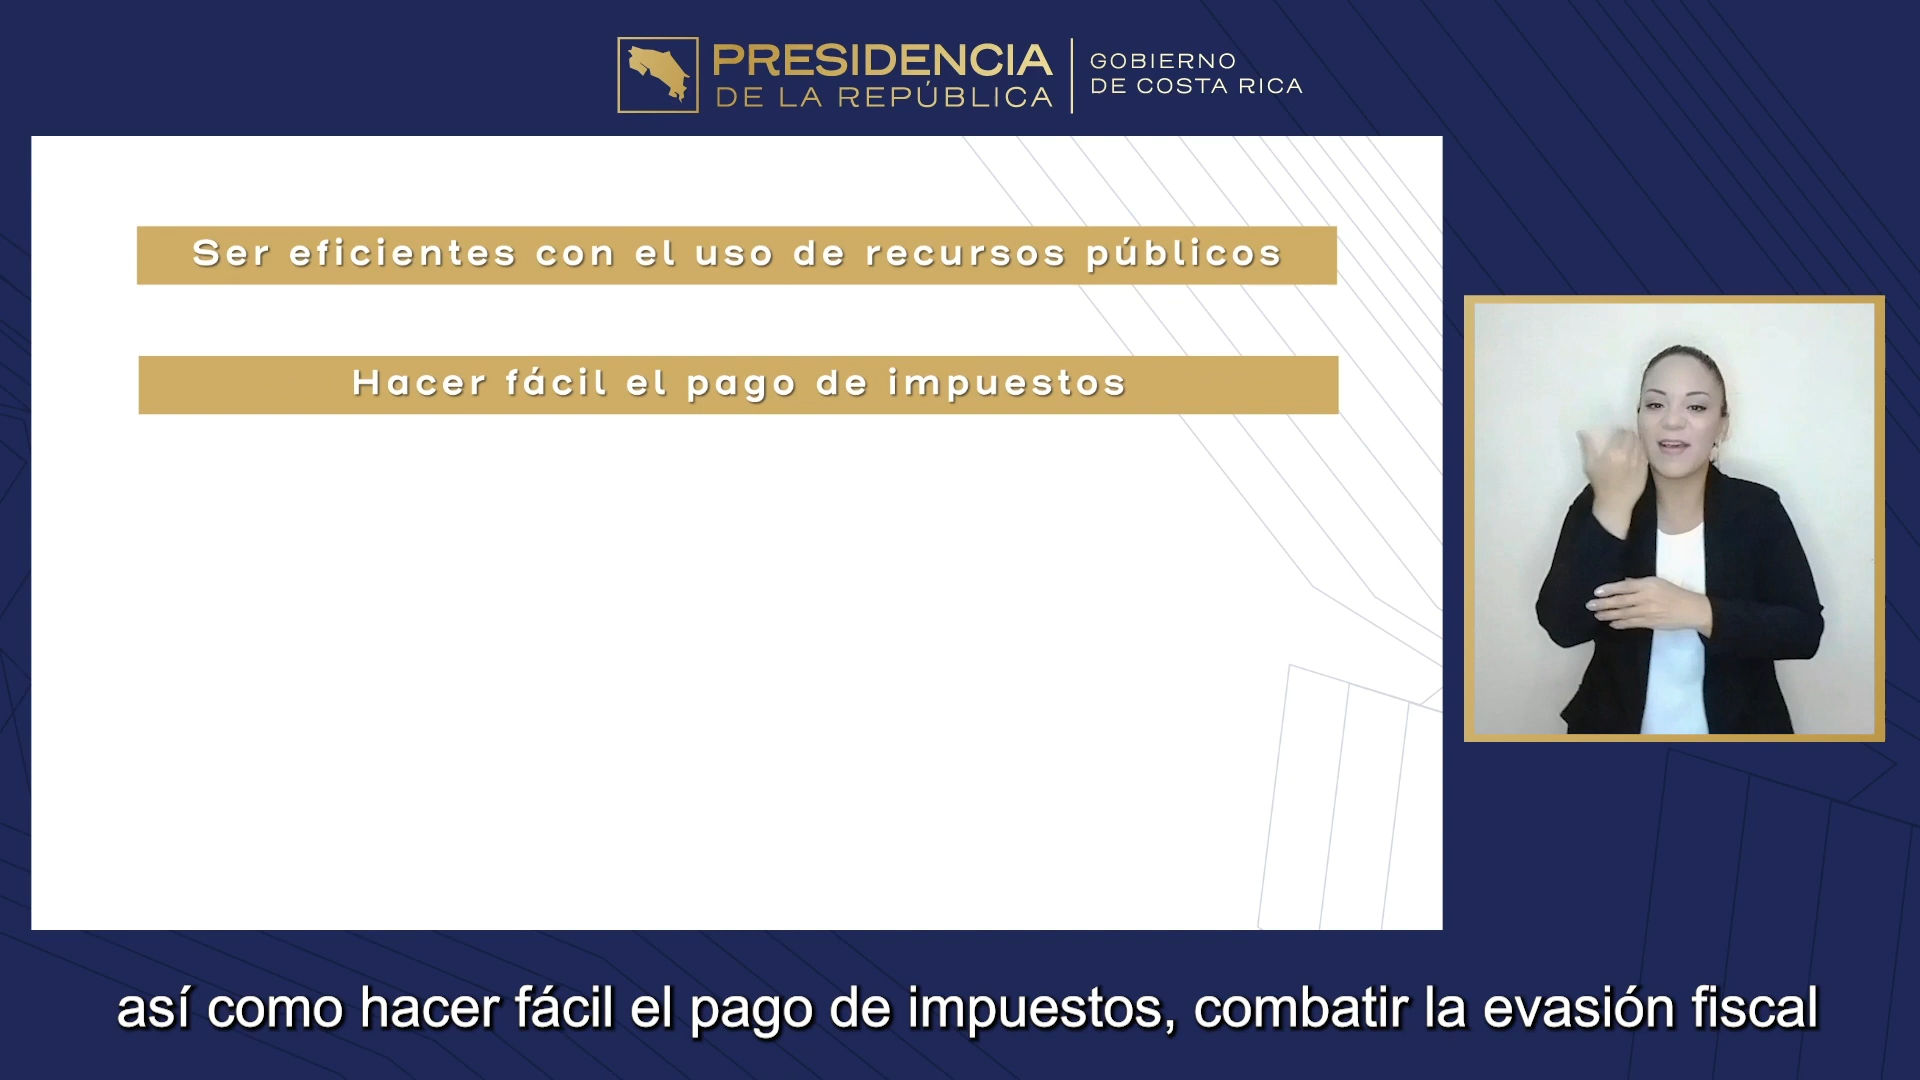 PRESIDENCIA
DE LA REPÚBLICA
GOBIERNO
DE COSTA RICA
Ser eficientes con el uso de recursos públicos
Hacer fácil el pago de impuestos
así como hacer fácil el pago de impuestos, combatir la evasión fiscal